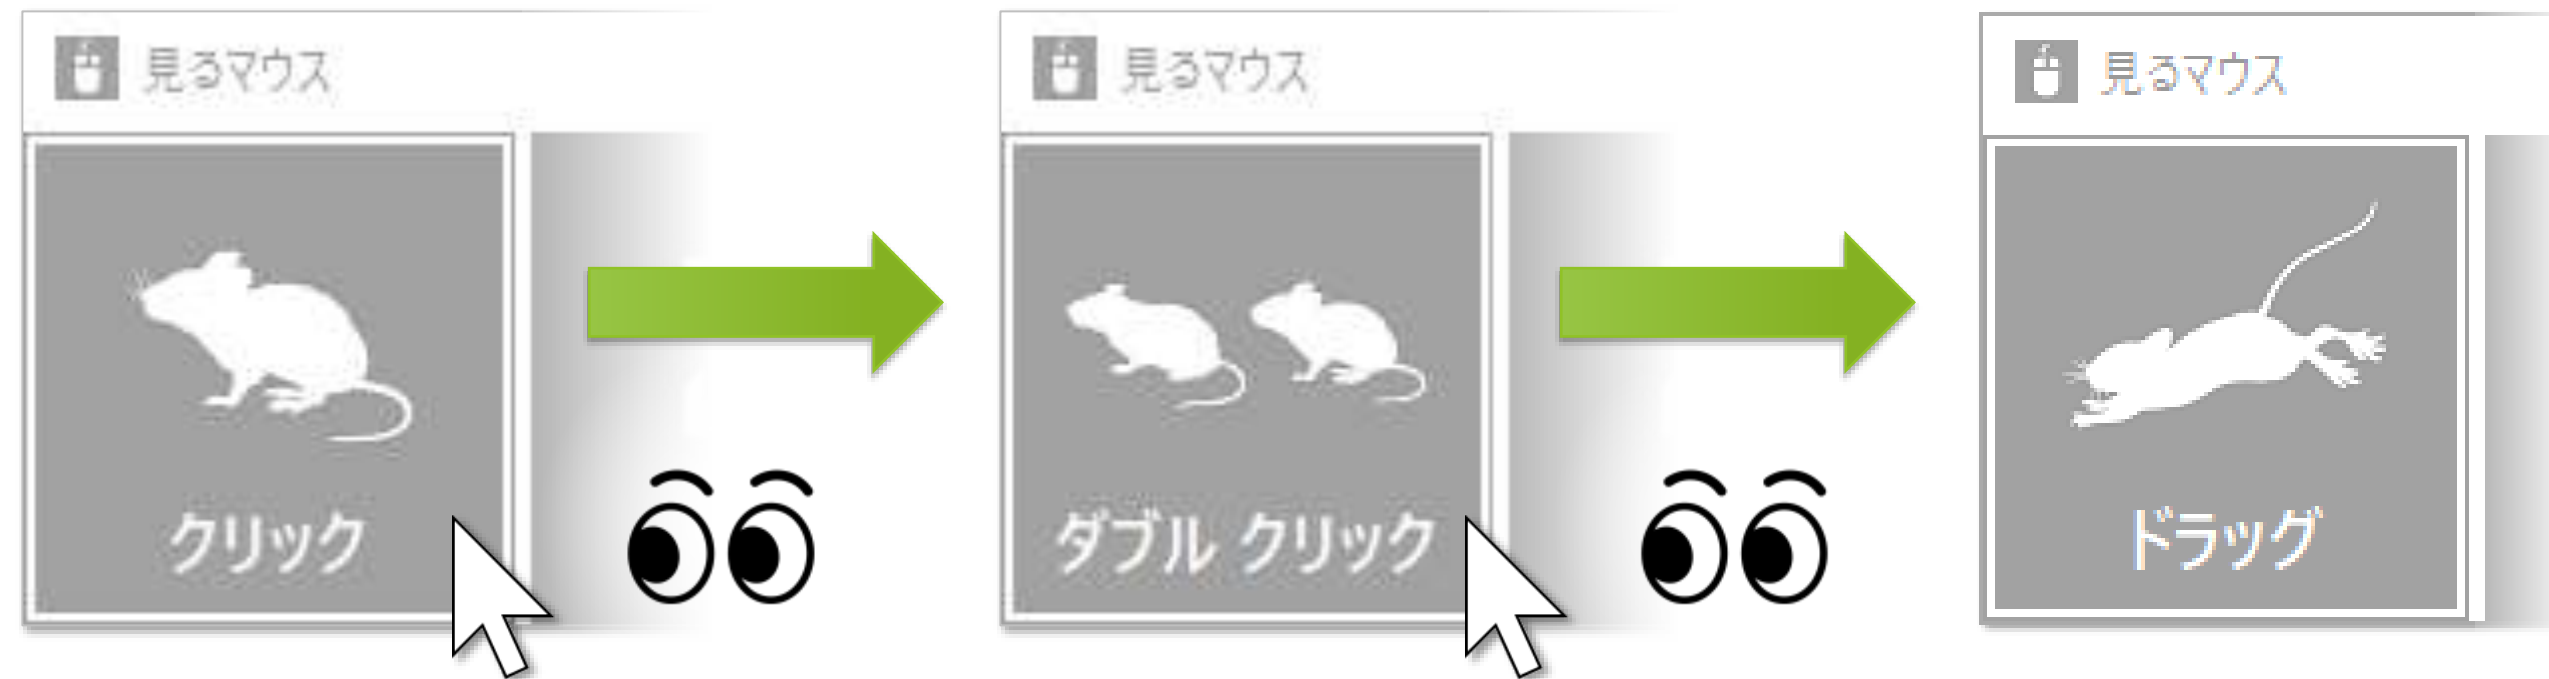 見るマウス
クリック
見るマウス
ダブル クリック
見るマウス
ドラッグ